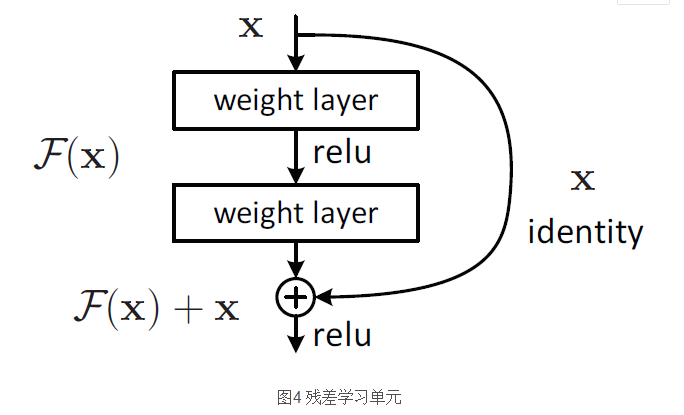 x
weight layer
relu
F(x)
x
weight layer
identity
F(x) + x
relu
图4 残差学习单元